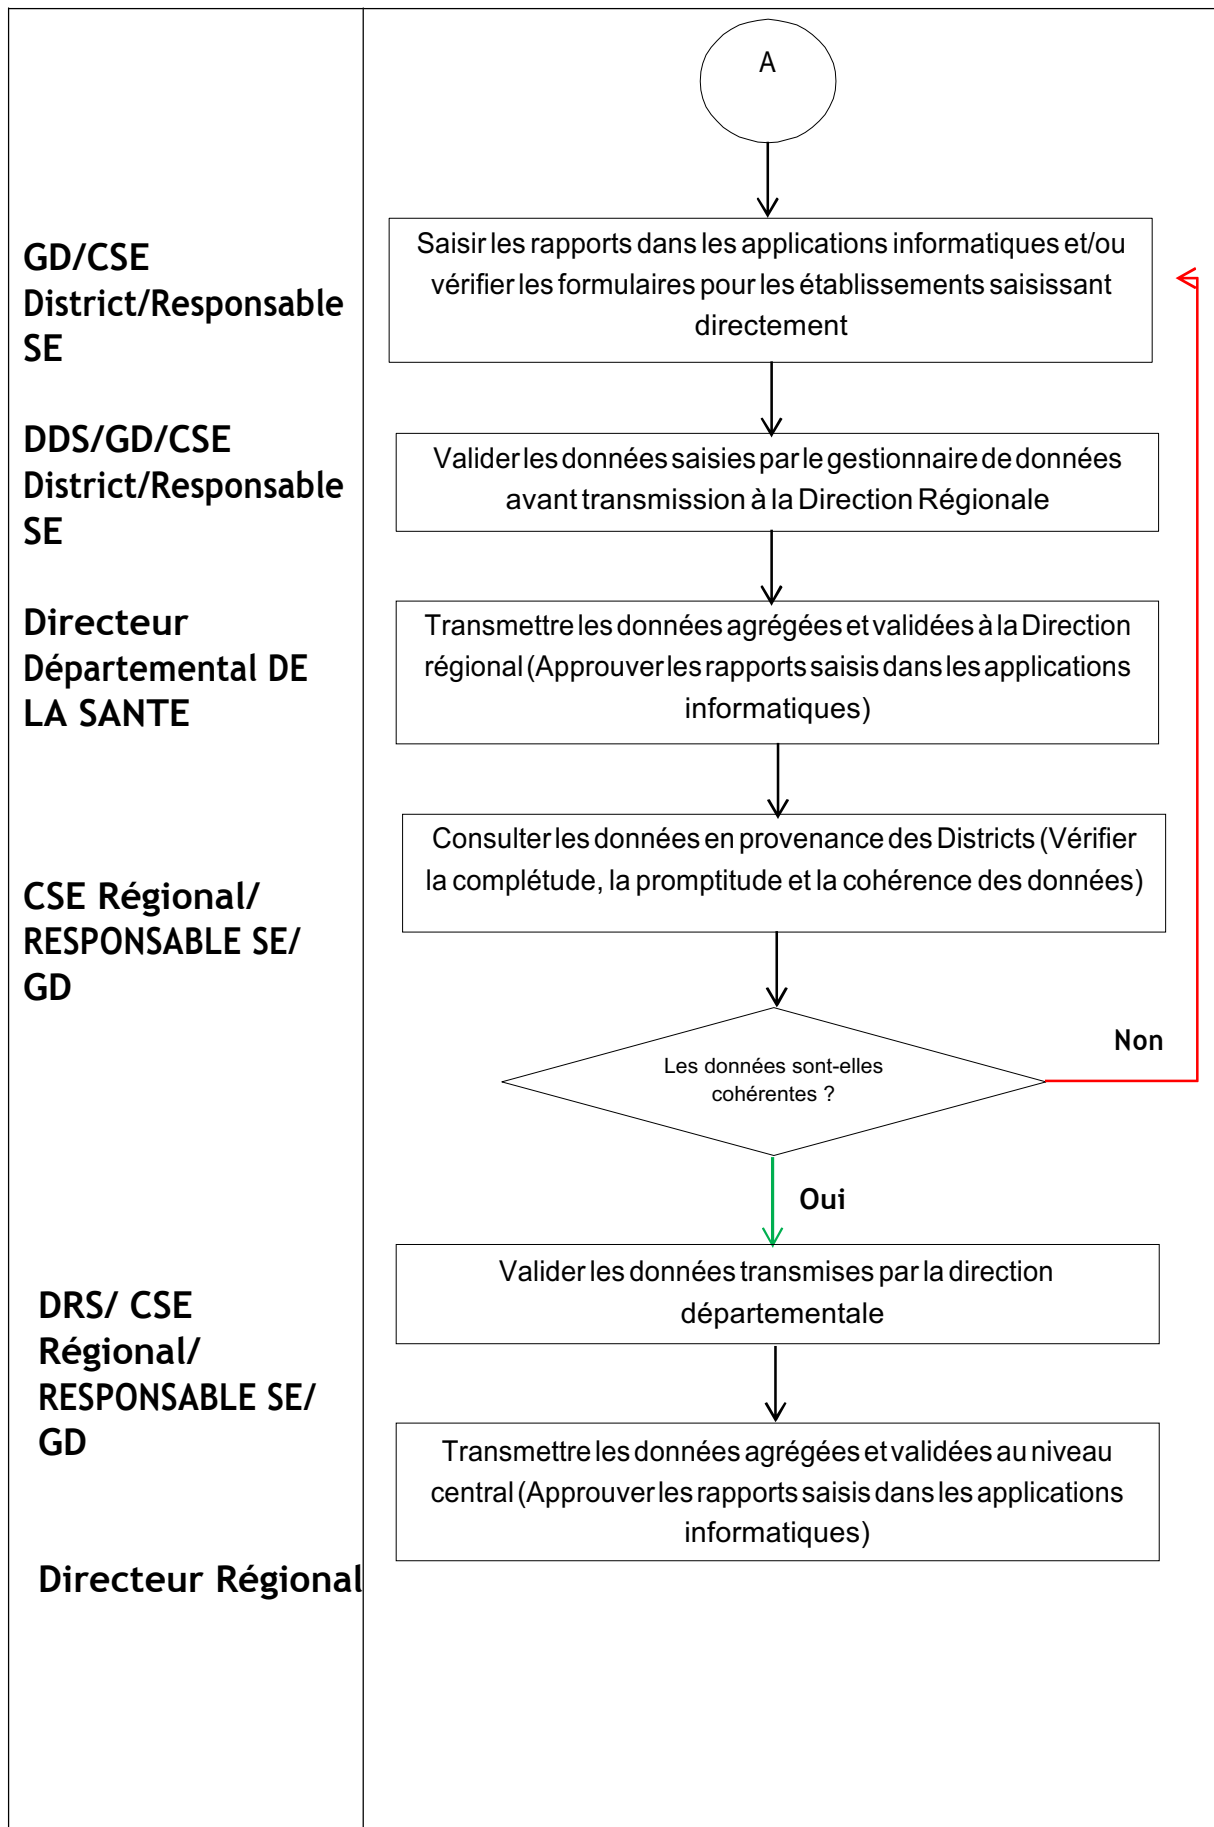 A
GD/CSE
District/Responsable
SE
Saisir les rapports dans les applications informatiques et/ou
vérifier les formulaires pour les établissements saisissant
directement
DDS/GD/CSE
District/Responsable
SE
Valider les données saisies par le gestionnaire de données
avant transmission à la Direction Régionale
Directeur
Départemental DE
LA SANTE
Transmettre les données agrégées et validées à la Direction
régional (Approuver les rapports saisis dans les applications
informatiques)
Consulter les données en provenance des Districts (Vérifier
la complétude, la promptitude et la cohérence des données)
CSE Régional/
RESPONSABLE SE/
GD
Les données sont-elles
cohérentes ?
Non
Oui
Valider les données transmises par la direction
départementale
DRS/ CSE
Régional/
RESPONSABLE SE/
GD
Transmettre les données agrégées et validées au niveau
central (Approuver les rapports saisis dans les applications
informatiques)
Directeur Régional